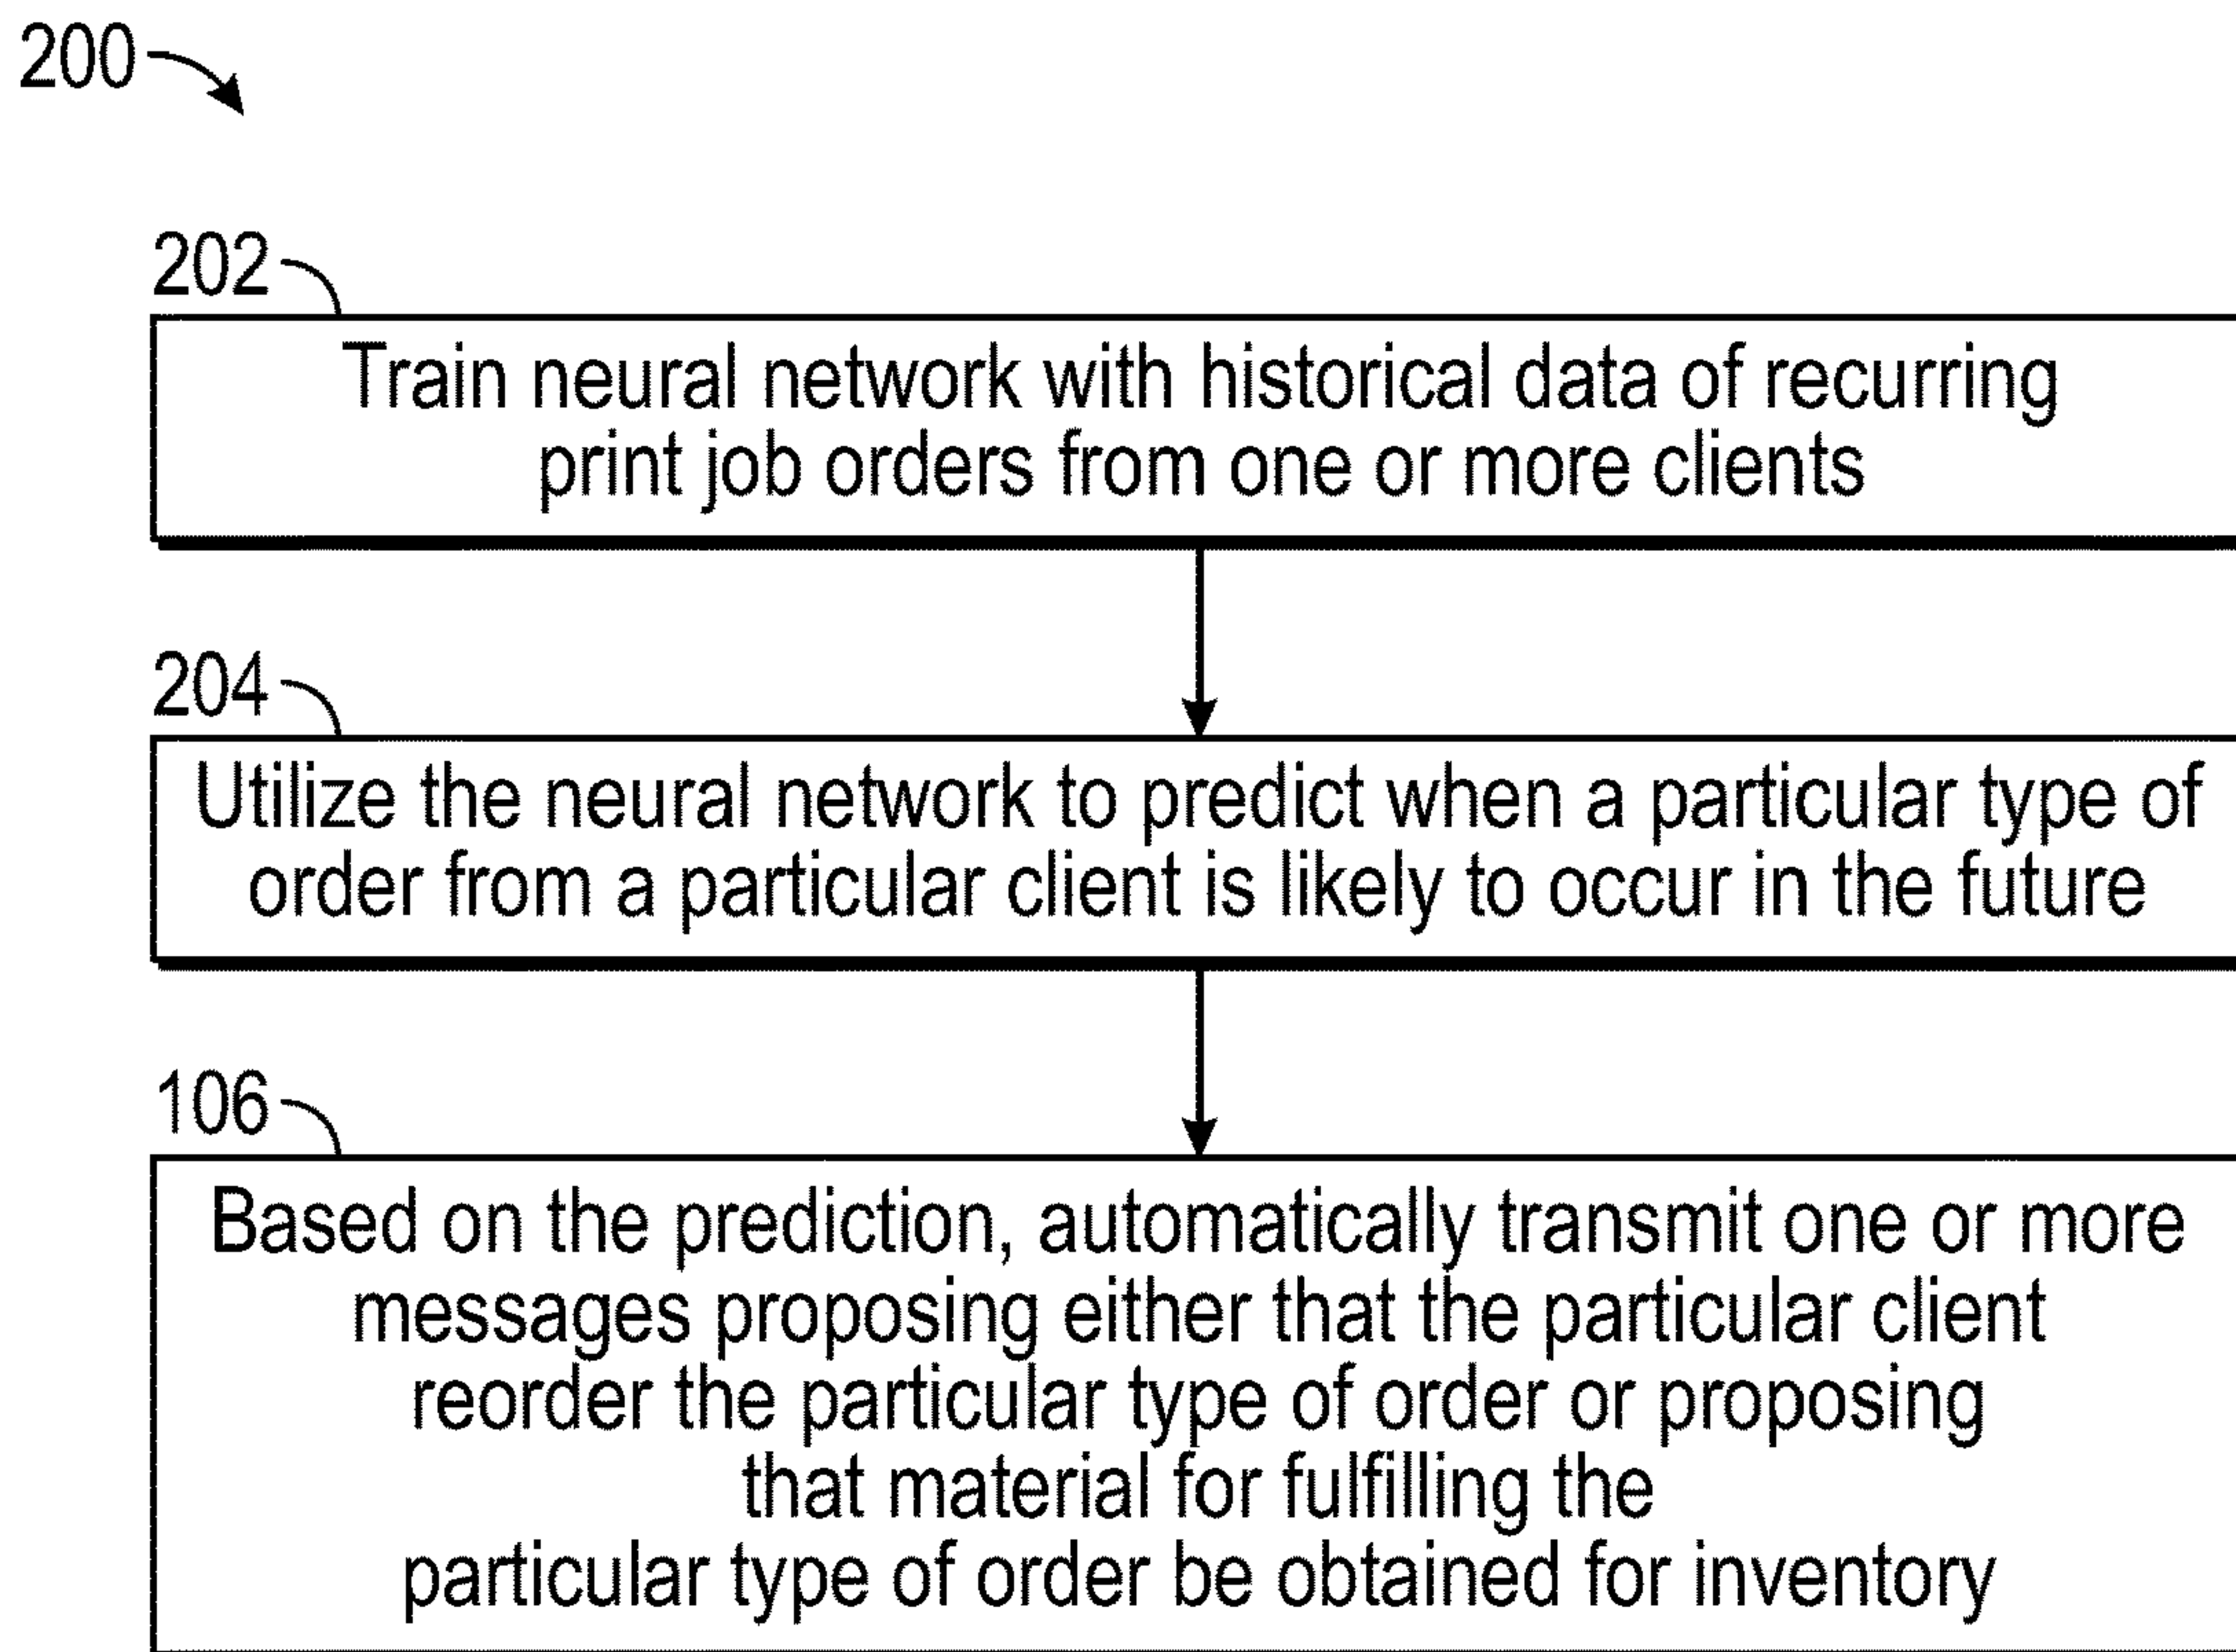 200
202
Train neural network with historical data of recurring
print job orders from one or more clients
204
Utilize the neural network to predict when a particular type of
order from a particular client is likely to occur in the future
106
Based on the prediction, automatically transmit one or more
messages proposing either that the particular client
reorder the particular type of order or proposing
that material for fulfilling the
particular type of order be obtained for inventory